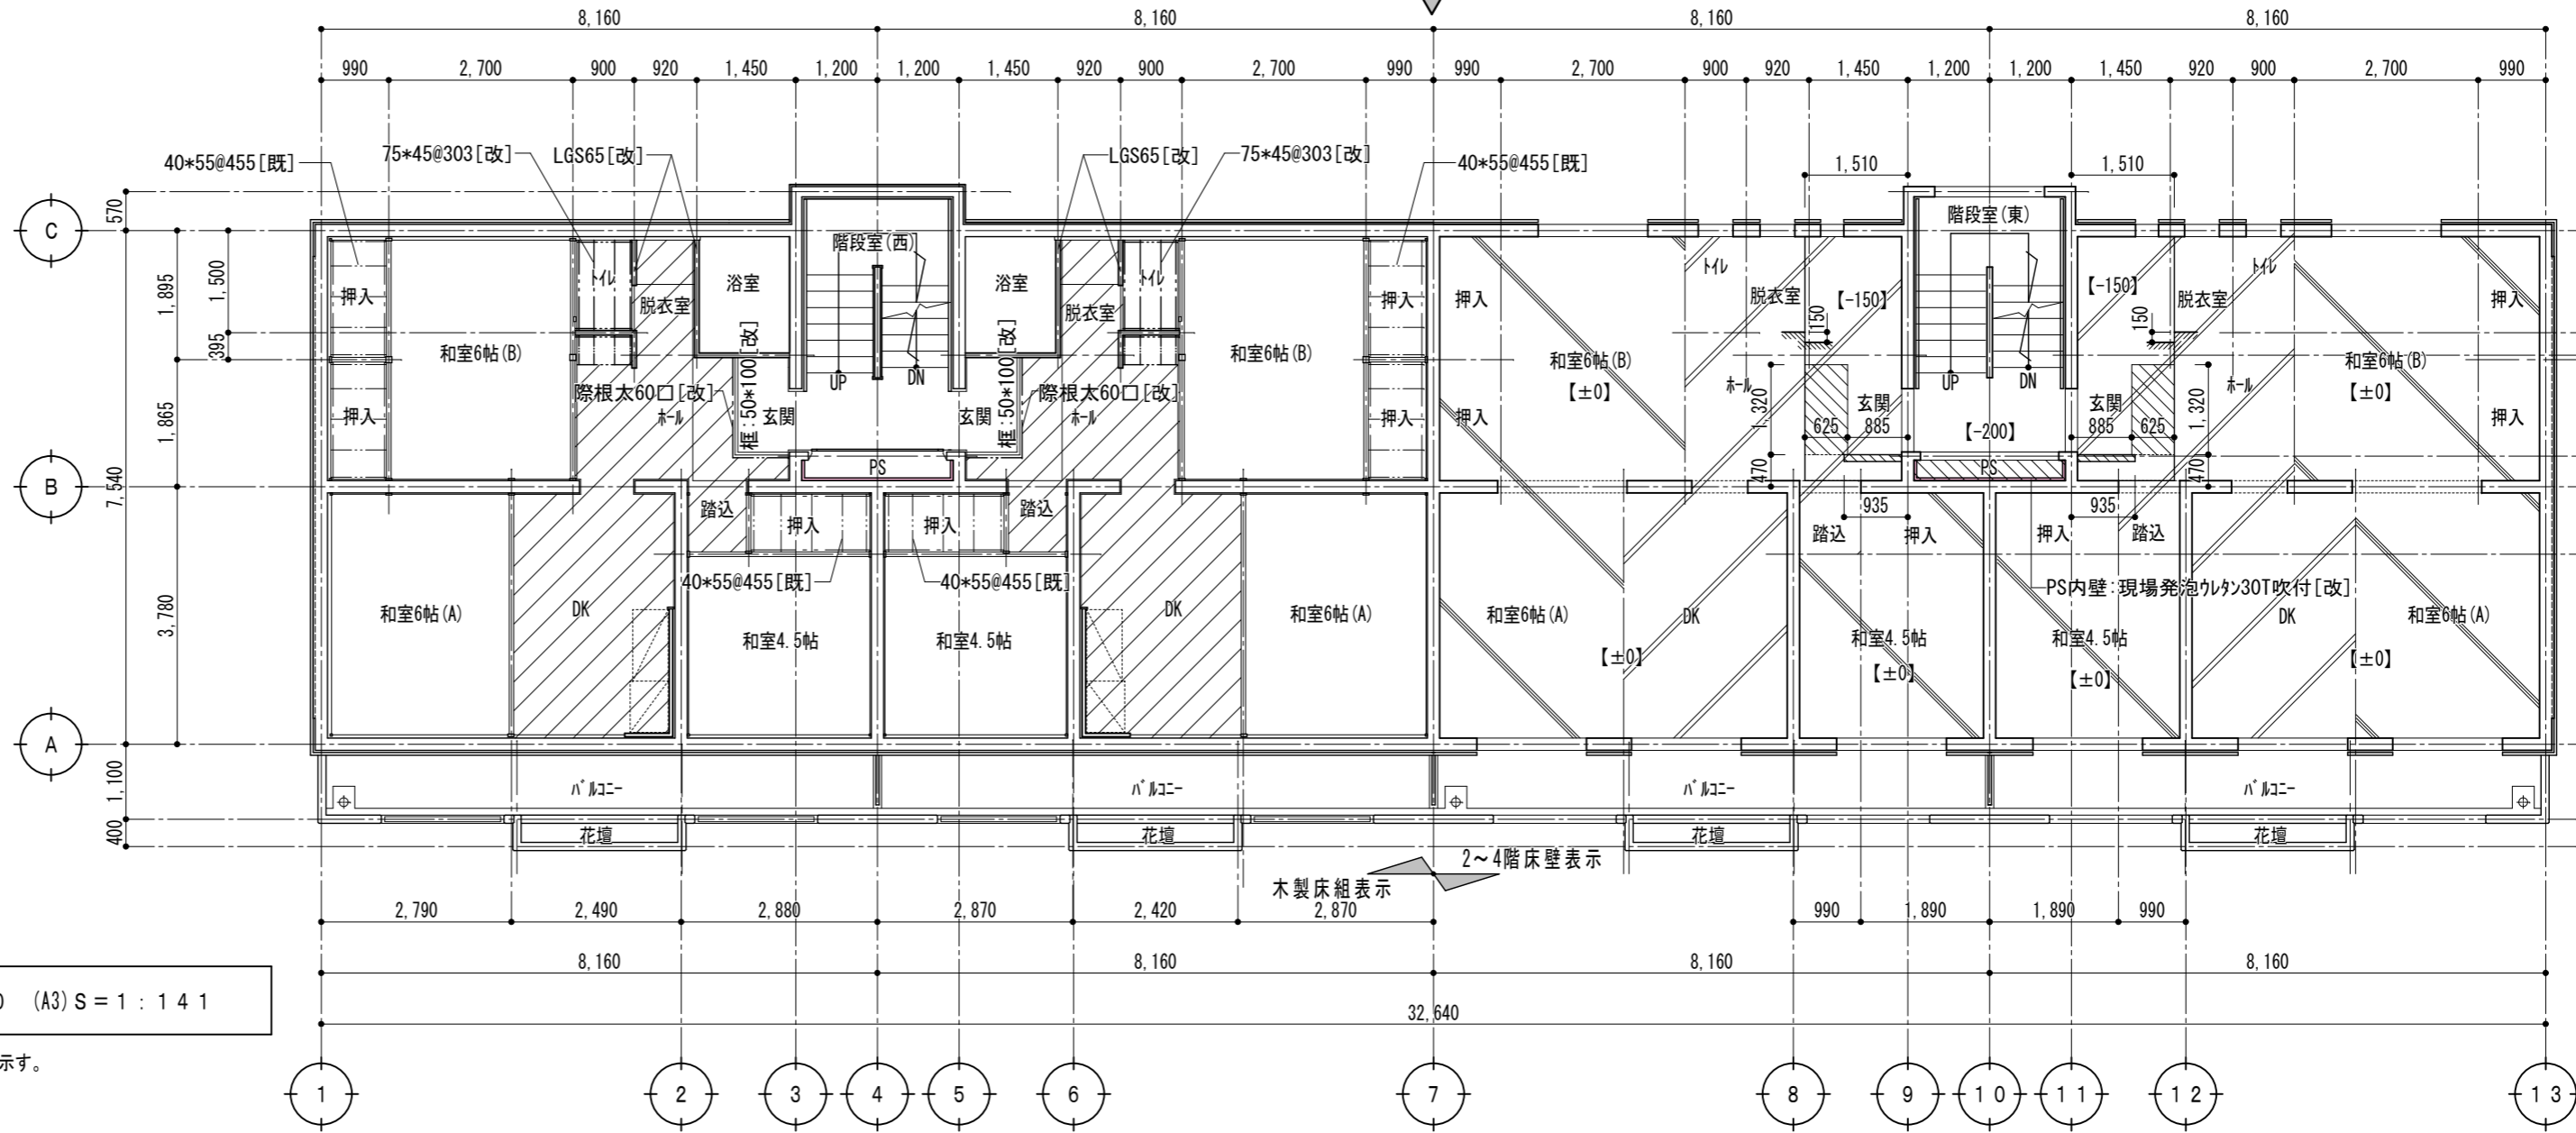 8,160 8,160 8,160 8,160
990 2,700 900 920 1,450 1,200 1,200 1,450 920 900 2,700 990 990 2,700 900 920 1,450 1,200 1,200 1,450 920 900 2,700 990
40*55@455[既] 75*45@303[改] LGS65[改] LGS65[改] 75*45@303[改] 40*55@455[既] 1,510 1,510
570
C
階段室(西) 階段室(東)
1,895 1,500 395
押入 トイレ 脱衣室 浴室 浴室 脱衣室 トイレ 押入 押入 トイレ 脱衣室 【-150】 【-150】 脱衣室 トイレ 押入
150 150
和室6帖(B) 和室6帖(B) 和室6帖(B) 和室6帖(B)
【±0】 【±0】
UP DN UP DN
際根太60口[改] 框:50*100[改] 框:50*100[改] 際根太60口[改]
1,865
押入 ホール 玄関 玄関 ホール 押入 押入 ホール 玄関 玄関 ホール 押入
1,320 625 885 【-200】 885 625 1,320
PS PS
470 470
B
7,540
935 935
踏込 押入 押入 踏込 踏込 押入 押入 踏込
40*55@455[既] 40*55@455[既] PS内壁:現場発泡ウレタン30T吹付[改]
3,780
和室6帖(A) DK 和室4.5帖 和室4.5帖 DK 和室6帖(A) 和室6帖(A) DK 和室4.5帖 和室4.5帖 DK 和室6帖(A)
【±0】 【±0】 【±0】 【±0】
A
1,100
バルコニー バルコニー バルコニー バルコニー
400
花壇 花壇 花壇 花壇
2~4階床壁表示
木製床組表示
2,790 2,490 2,880 2,870 2,420 2,870 990 1,890 1,890 990
8,160 8,160 8,160 8,160
(A3) S=1:141
32,640
示す。
1 2 3 4 5 6 7 8 9 10 11 12 13